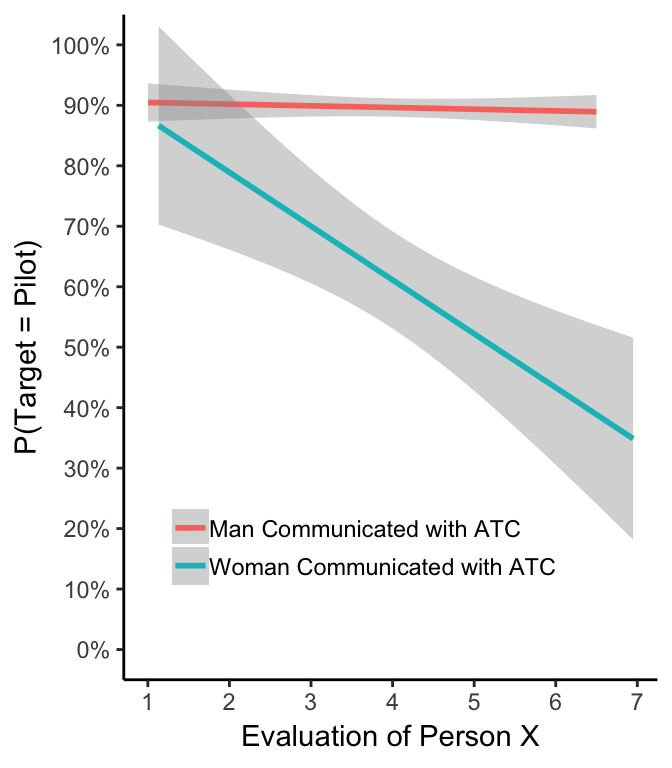 100%
90%
80%
70%
60%
50%
40%
30%
20%
10%
0%
P(Target = Pilot)
Man Communicated with ATC
Woman Communicated with ATC
1 2 3 4 5 6 7
Evaluation of Person X